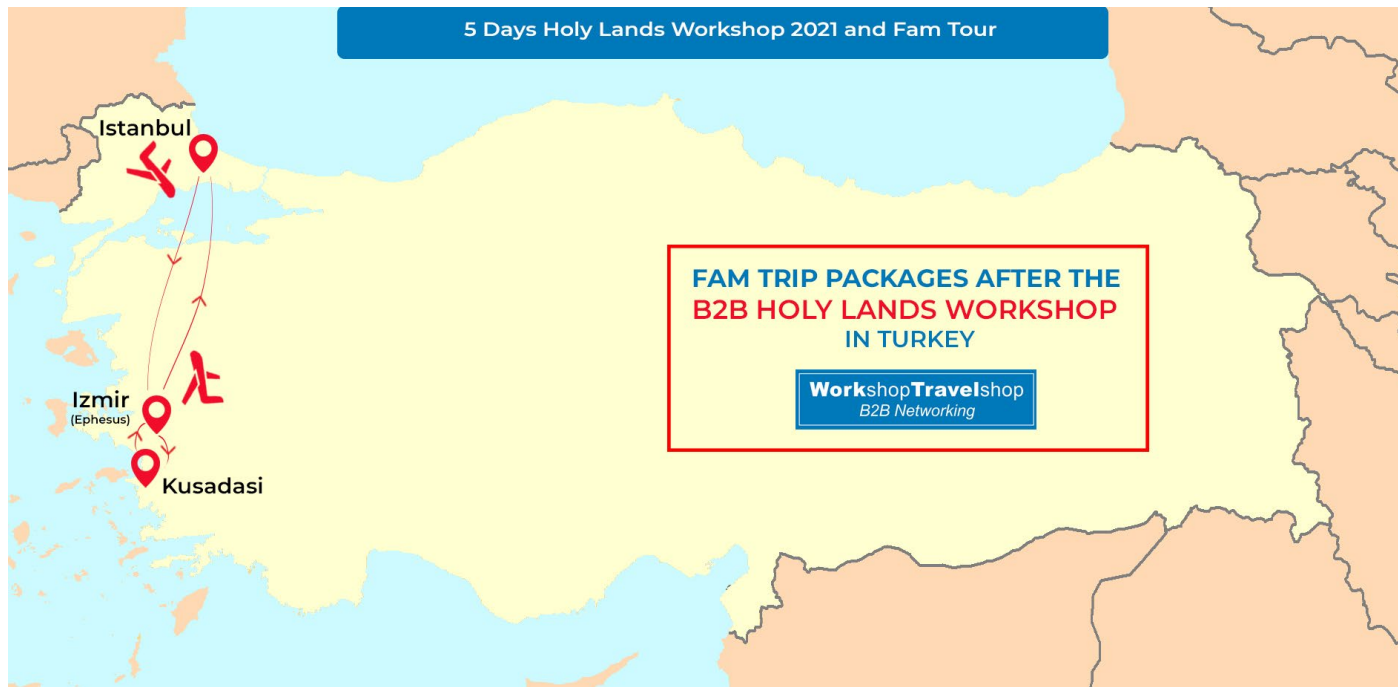 5 Days Holy Lands Workshop 2021 and Fam Tour
Istanbul
FAM TRIP PACKAGES AFTER THE
B2B HOLY LANDS WORKSHOP
IN TURKEY
WorkshopTravelshop
B2B Networking
Izmir
(Ephesus)
Kusadasi